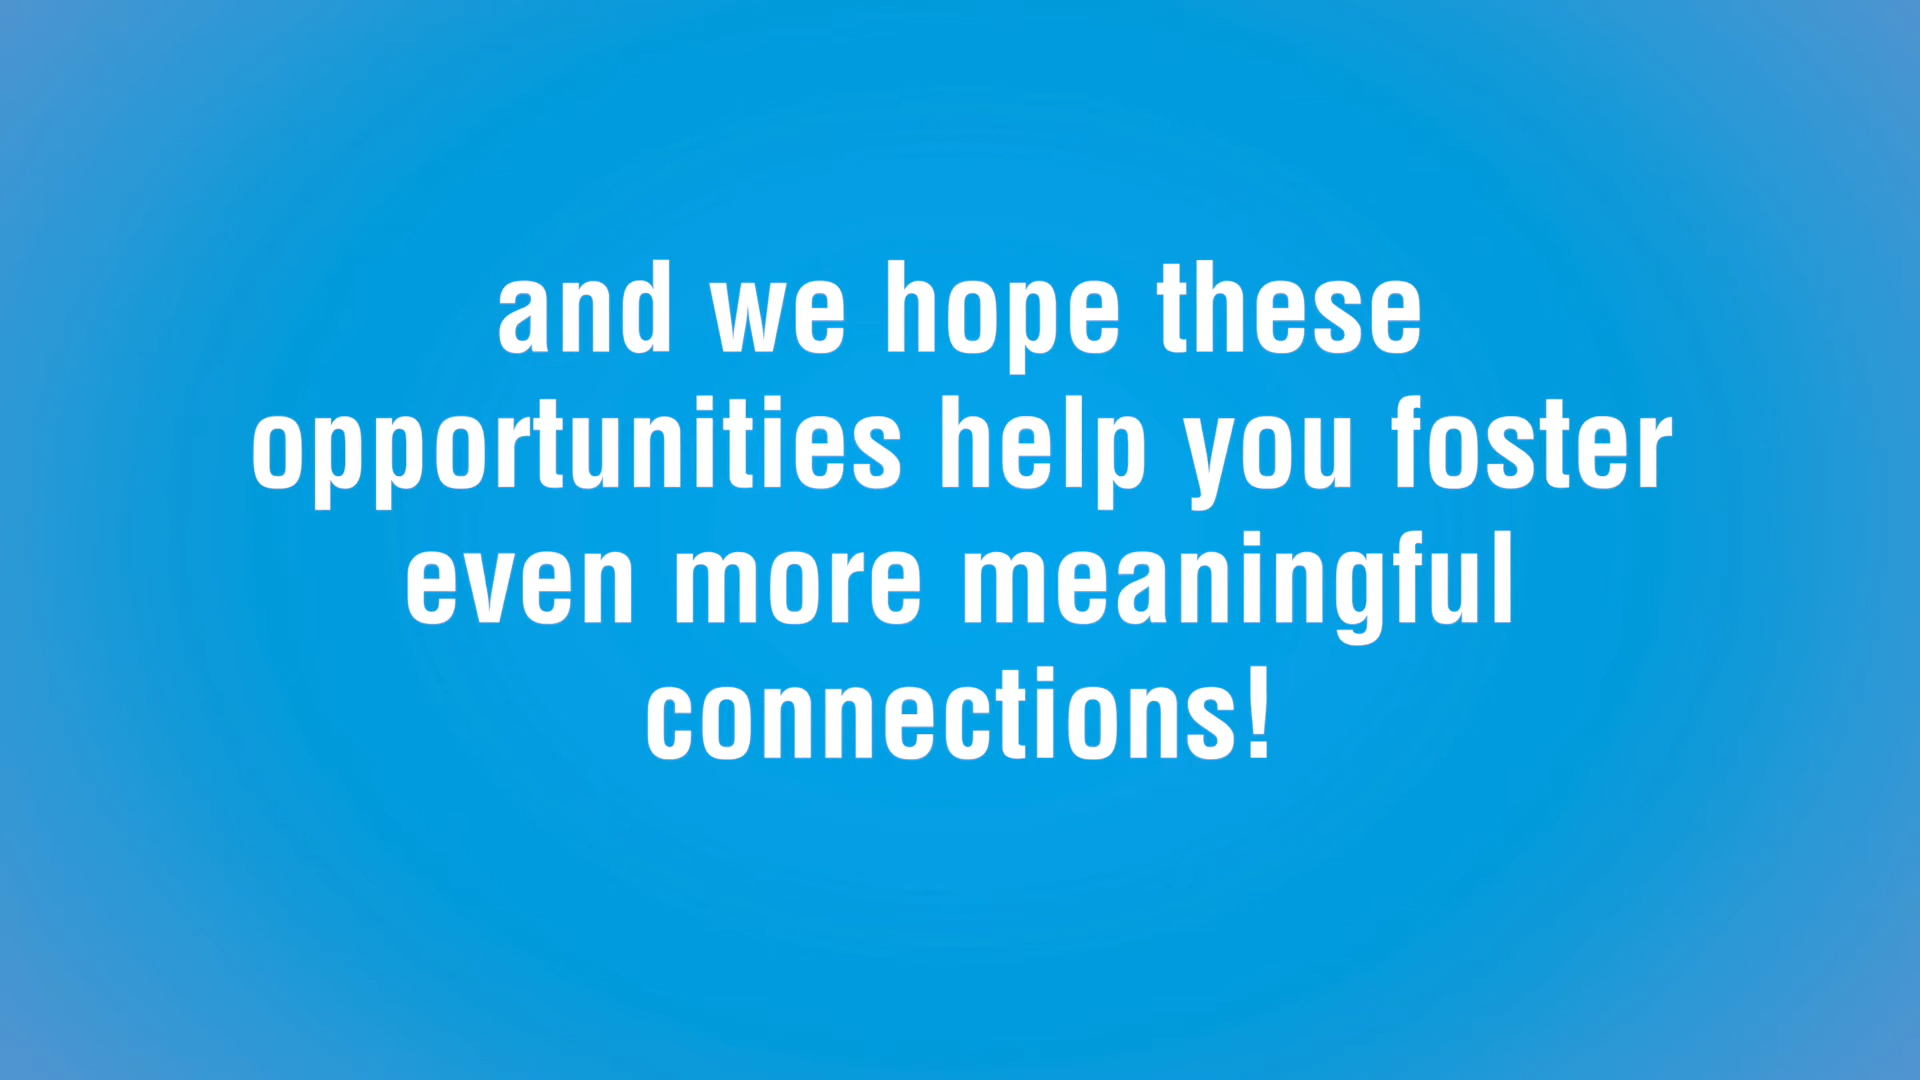 and we hope these
opportunities help you foster
even more meaningful
connections!